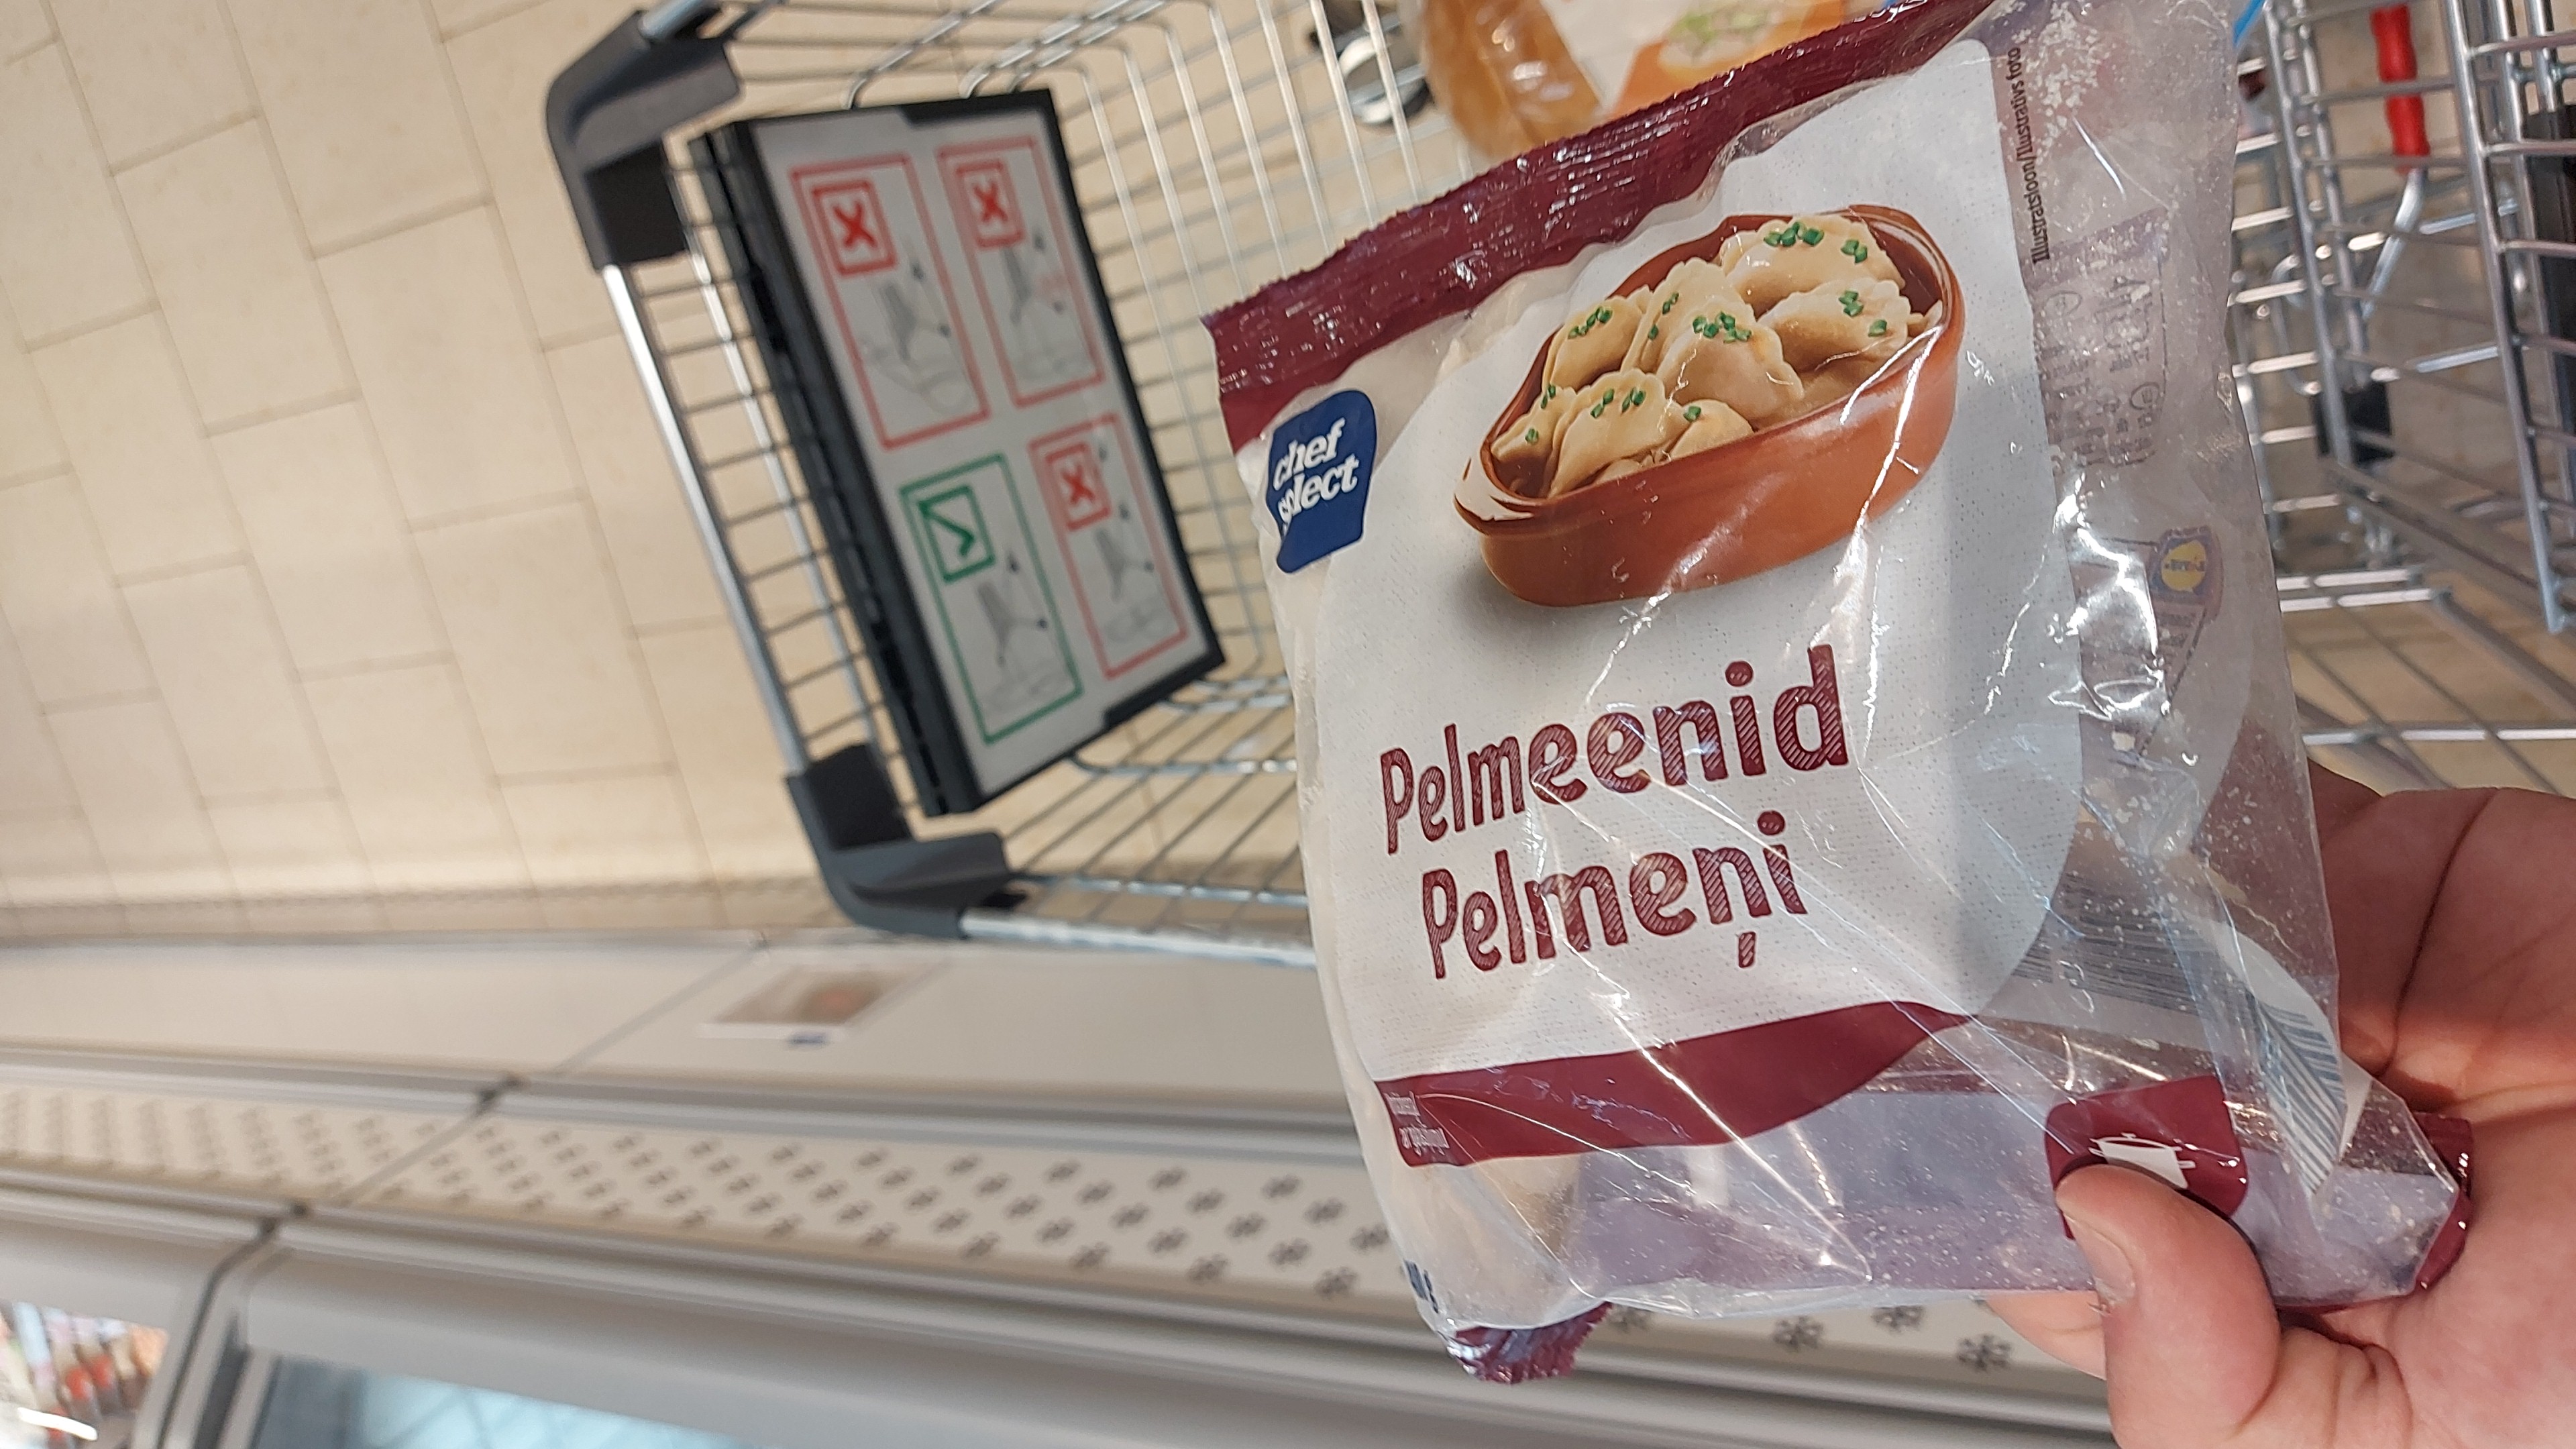 chef
select
pelmeenid
Pelmeņi
Illustratsioon/Ilustratīvs foto